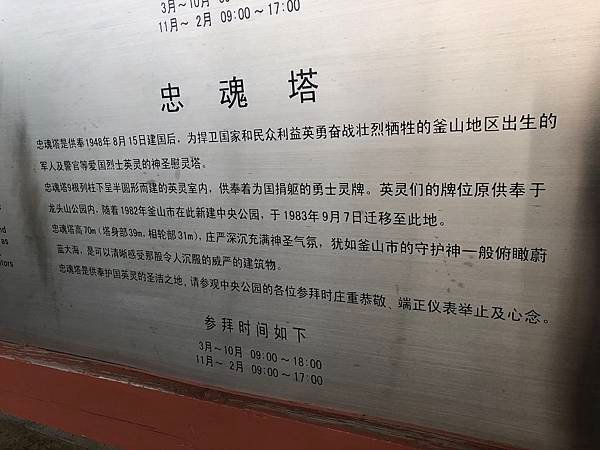 3月～10月 09:00
11月～ 2月 09:00～17:00
忠魂塔
忠魂塔是供奉1948年8月15日建国后，为捍卫国家和民众利益英勇奋战壮烈牺牲的釜山地区出生的
军人及警官等爱国烈士英灵的神圣慰灵塔。
忠魂塔9根列柱下呈半圆形而建的英灵室内，供奉着为国捐躯的勇士灵牌。英灵们的牌位原供奉于
龙头山公园内，随着1982年釜山市在此新建中央公园，于1983年9月7日迁移至此地。
忠魂塔高70m(塔身部39m，相轮部31m)，庄严深沉充满神圣气氛，犹如釜山市的守护神一般俯瞰蔚
蓝大海，是可以清晰感受那股令人沉服的威严的建筑物。
忠魂塔是供奉护国英灵的圣洁之地，请参观中央公园的各位参拜时庄重恭敬、端正仪表举止及心念。
参拜时间如下
3月～10月 09:00～18:00
11月～ 2月 09:00～17:00
nd
as
tors